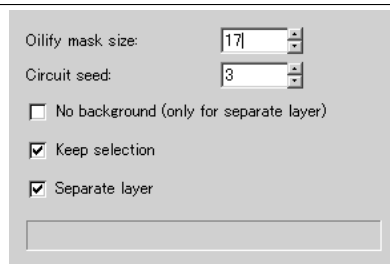 Oilify mask size: 17
Circuit seed: 3
No background (only for separate layer)
Keep selection
Separate layer